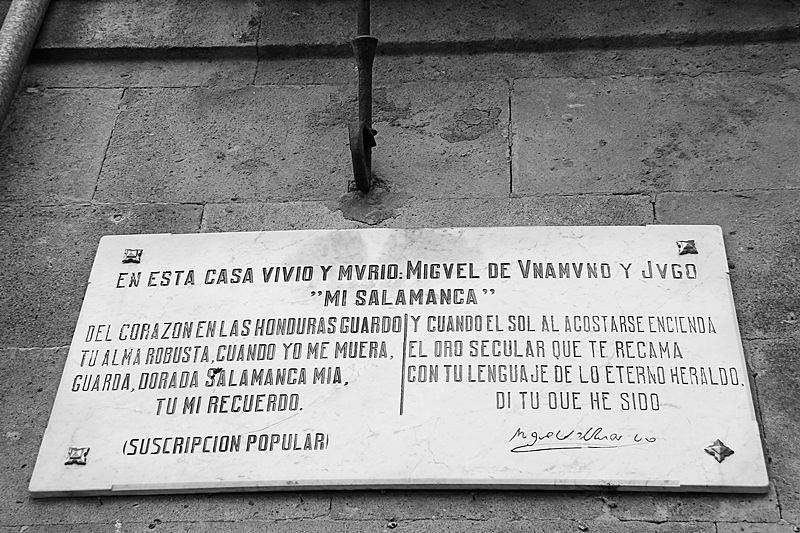 EN ESTA CASA VIVIO Y MVRIO: MIGVEL DE VNAMVNO Y JVGO
"MI SALAMANCA"
DEL CORAZON EN LAS HONDURAS GUARDO
TU ALMA ROBUSTA, CUANDO YO ME MUERA,
GUARDA, DORADA SALAMANCA MIA,
TU MI RECUERDO.
(SUSCRIPCION POPULAR)
Y CUANDO EL SOL AL ACOSTARSE ENCIENDA
EL ORO SECULAR QUE TE RECAMA
CON TU LENGUAJE DE LO ETERNO HERALDO,
DI TU QUE HE SIDO
Miguel de Unamuno